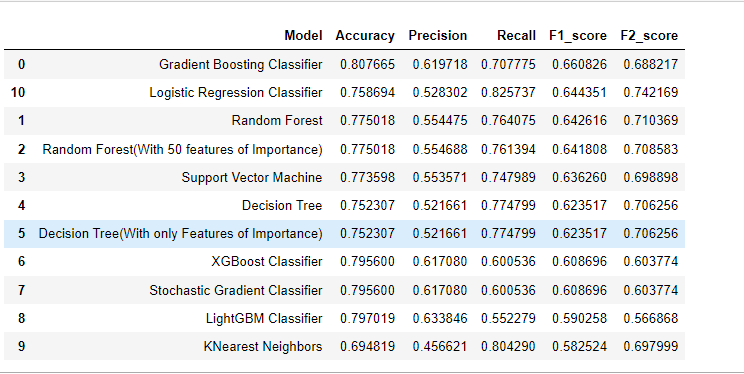 Model Accuracy Precision Recall F1_score F2_score
0 Gradient Boosting Classifier 0.807665 0.619718 0.707775 0.660826 0.688217
10 Logistic Regression Classifier 0.758694 0.528302 0.825737 0.644351 0.742169
1 Random Forest 0.775018 0.554475 0.764075 0.642616 0.710369
2 Random Forest(With 50 features of Importance) 0.775018 0.554688 0.761394 0.641808 0.708583
3 Support Vector Machine 0.773598 0.553571 0.747989 0.636260 0.698898
4 Decision Tree 0.752307 0.521661 0.774799 0.623517 0.706256
5 Decision Tree(With only Features of Importance) 0.752307 0.521661 0.774799 0.623517 0.706256
6 XGBoost Classifier 0.795600 0.617080 0.600536 0.608696 0.603774
7 Stochastic Gradient Classifier 0.795600 0.617080 0.600536 0.608696 0.603774
8 LightGBM Classifier 0.797019 0.633846 0.552279 0.590258 0.566868
9 KNearest Neighbors 0.694819 0.456621 0.804290 0.582524 0.697999